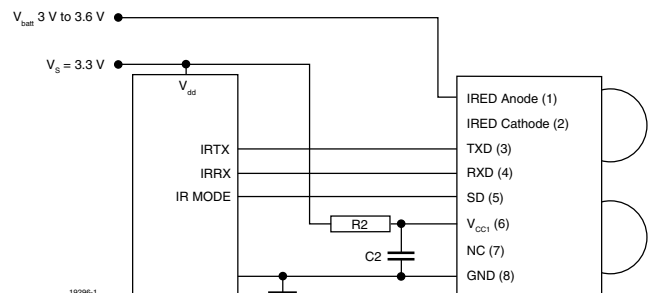 Vbatt 3 V to 3.6 V
VS = 3.3 V
Vdd
IRTX
IRRX
IR MODE
R2
C2
IRED Anode (1)
IRED Cathode (2)
TXD (3)
RXD (4)
SD (5)
VCC1 (6)
NC (7)
GND (8)
19296-1